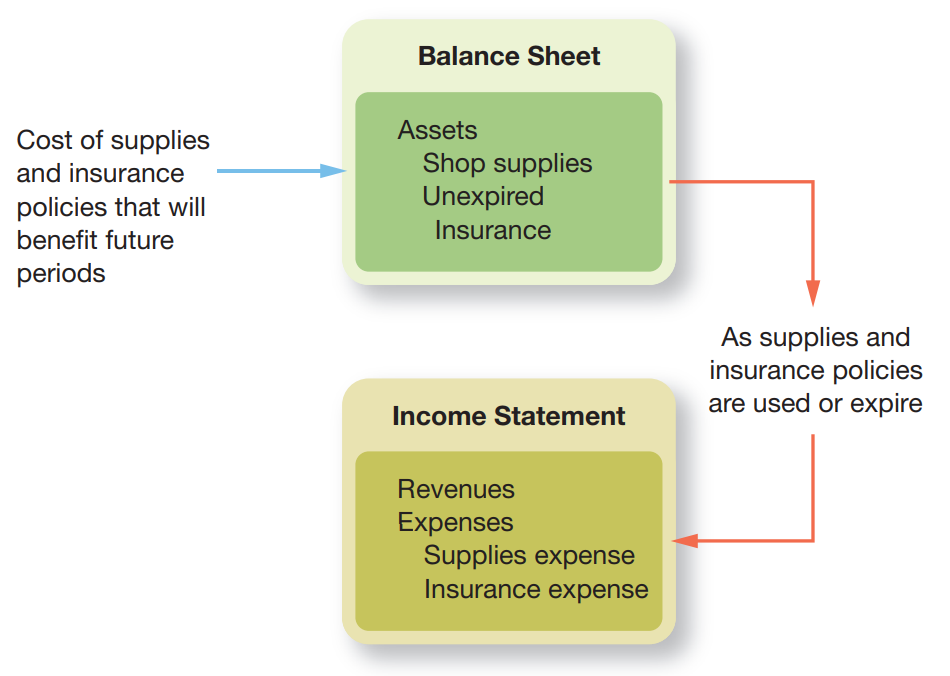 Balance Sheet
Assets
Shop supplies
Unexpired
Insurance
Cost of supplies
and insurance
policies that will
benefit future
periods
As supplies and
insurance policies
are used or expire
Income Statement
Revenues
Expenses
Supplies expense
Insurance expense